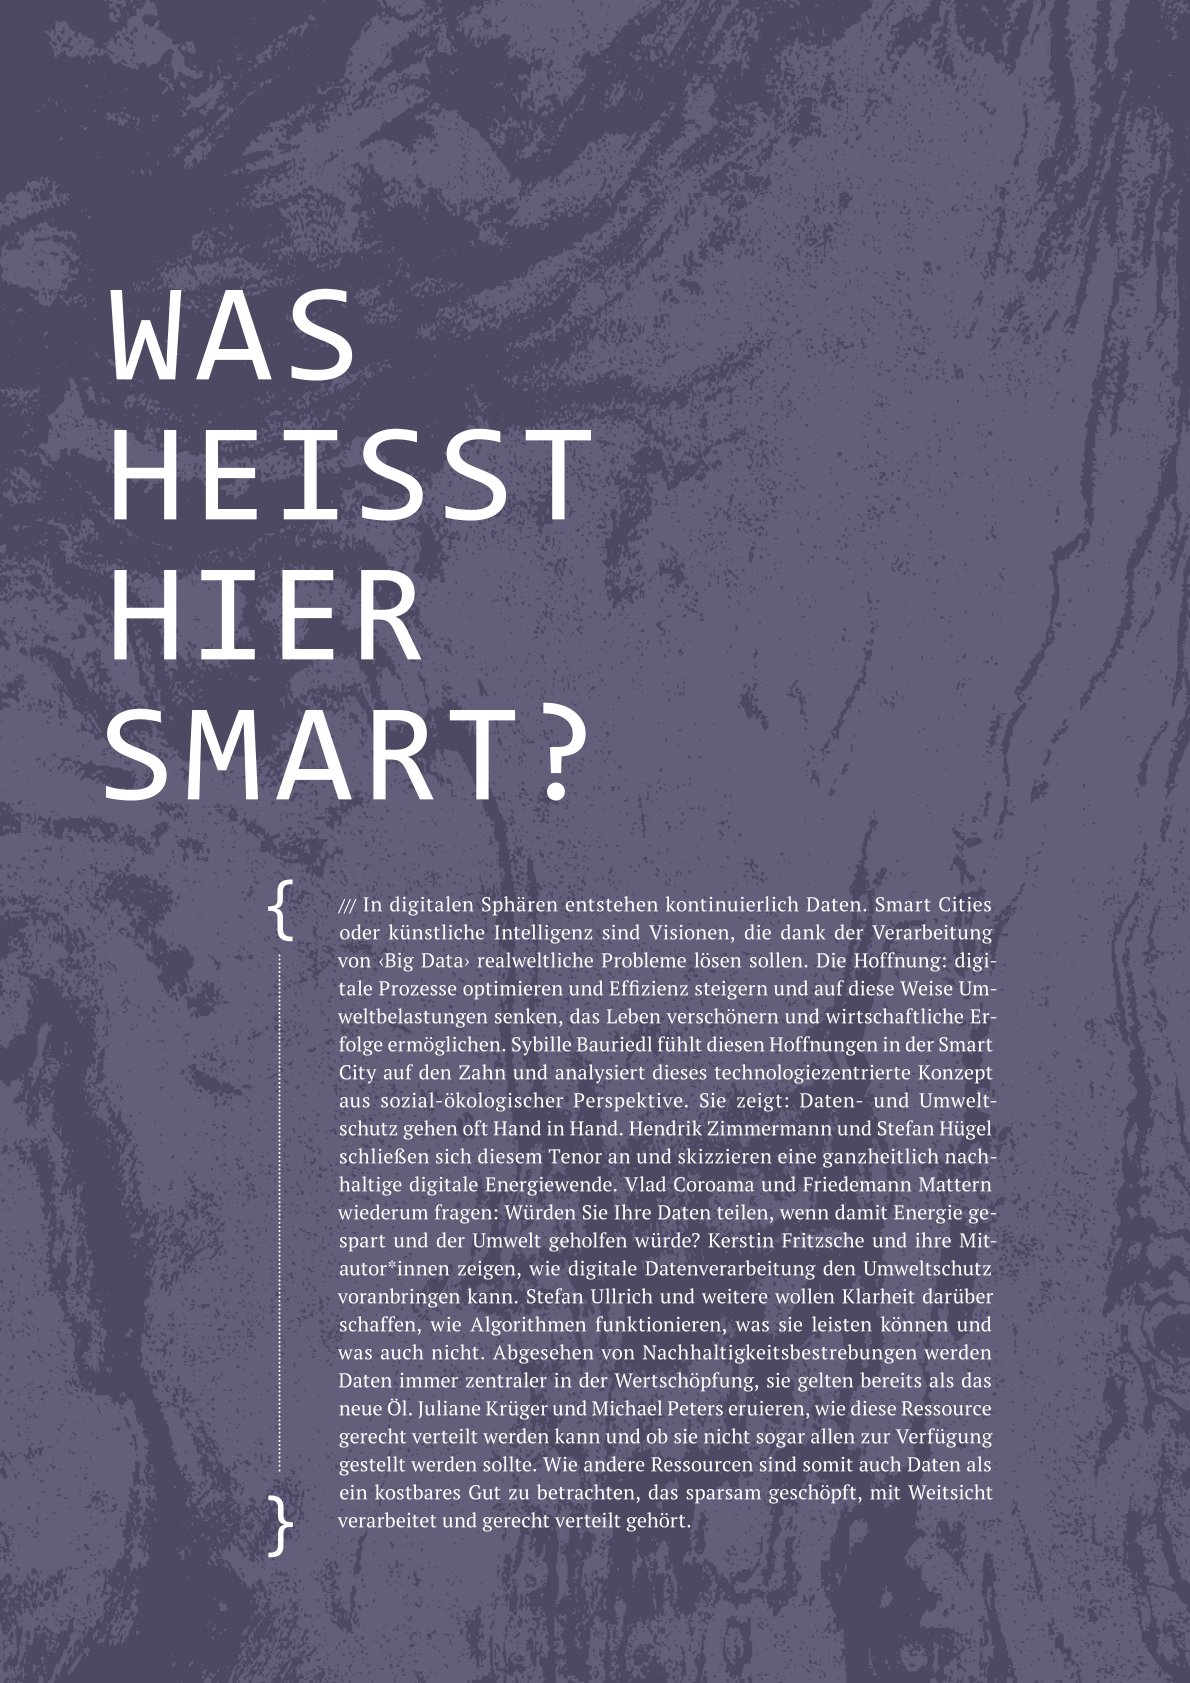 WAS
HEISST
HIER
SMART?
{
/// In digitalen Sphären entstehen kontinuierlich Daten. Smart Cities
oder künstliche Intelligenz sind Visionen, die dank der Verarbeitung
von ‹Big Data› realweltliche Probleme lösen sollen. Die Hoffnung: digi-
tale Prozesse optimieren und Effizienz steigern und auf diese Weise Um-
weltbelastungen senken, das Leben verschönern und wirtschaftliche Er-
folge ermöglichen. Sybille Bauriedl fühlt diesen Hoffnungen in der Smart
City auf den Zahn und analysiert dieses technologiezentrierte Konzept
aus sozial-ökologischer Perspektive. Sie zeigt: Daten- und Umwelt-
schutz gehen oft Hand in Hand. Hendrik Zimmermann und Stefan Hügel
schließen sich diesem Tenor an und skizzieren eine ganzheitlich nach-
haltige digitale Energiewende. Vlad Coroama und Friedemann Mattern
wiederum fragen: Würden Sie Ihre Daten teilen, wenn damit Energie ge-
spart und der Umwelt geholfen würde? Kerstin Fritzsche und ihre Mit-
autor*innen zeigen, wie digitale Datenverarbeitung den Umweltschutz
voranbringen kann. Stefan Ullrich und weitere wollen Klarheit darüber
schaffen, wie Algorithmen funktionieren, was sie leisten können und
was auch nicht. Abgesehen von Nachhaltigkeitsbestrebungen werden
Daten immer zentraler in der Wertschöpfung, sie gelten bereits als das
neue Öl. Juliane Krüger und Michael Peters eruieren, wie diese Ressource
gerecht verteilt werden kann und ob sie nicht sogar allen zur Verfügung
gestellt werden sollte. Wie andere Ressourcen sind somit auch Daten als
ein kostbares Gut zu betrachten, das sparsam geschöpft, mit Weitsicht
verarbeitet und gerecht verteilt gehört.
}